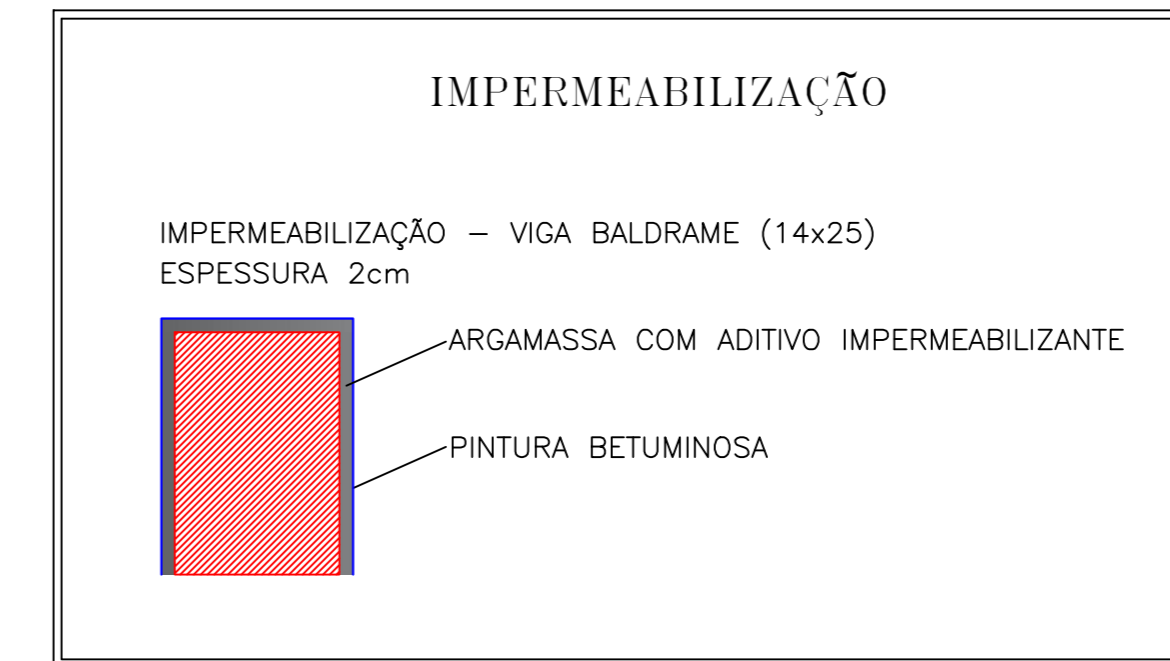 IMPERMEABILIZAÇÃO
IMPERMEABILIZAÇÃO – VIGA BALDRAME (14x25)
ESPESSURA 2cm
ARGAMASSA COM ADITIVO IMPERMEABILIZANTE
PINTURA BETUMINOSA